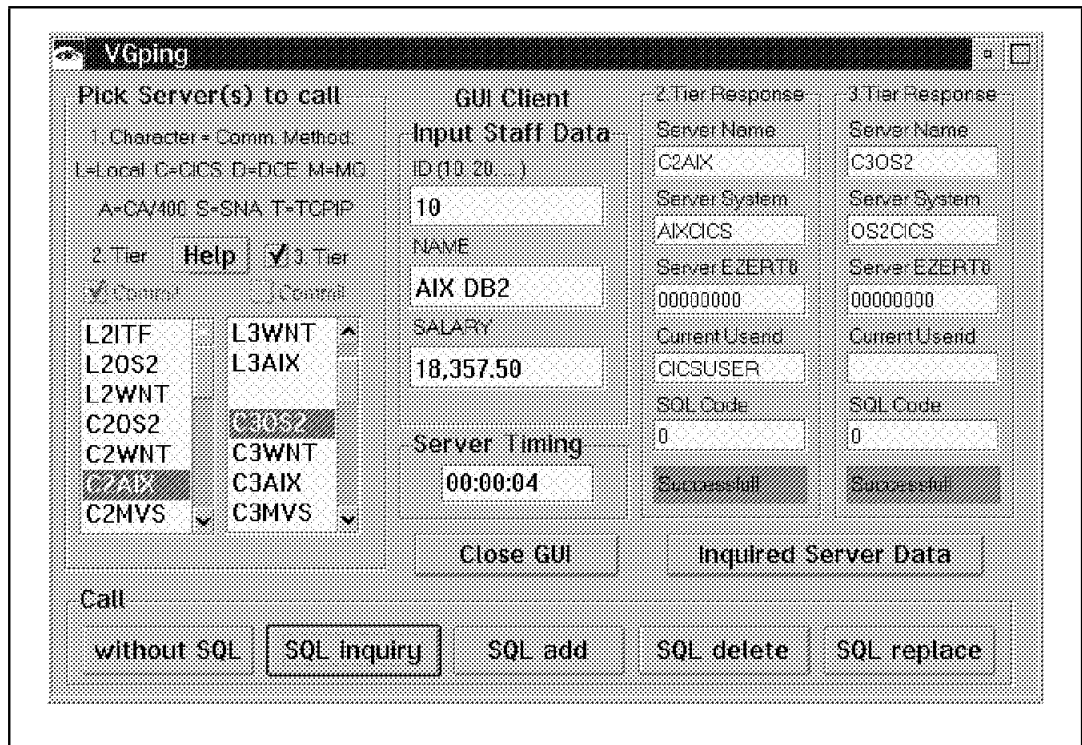 VGping
Pick Server(s) to call
1. Character = Comm. Method:
L=Local C=CICS D=DCE M=MQ
A=CA/400 S=SNA T=TCPIP
2. Tier
Help
3. Tier
Commit
Commit
L2ITF
L2OS2
L2WNT
C2OS2
C2WNT
C2AIX
C2MVS
L3WNT
L3AIX
C3OS2
C3WNT
C3AIX
C3MVS
GUI Client
Input Staff Data
ID (10, 20,...)
10
NAME
AIX DB2
SALARY
18,357.50
Server Timing
00:00:04
Close GUI
2.Tier Response
Server Name
C2AIX
Server System
AIXCICS
Server EZERT8
00000000
Current Userid
CICSUSER
SQL Code
0
Successfull
3.Tier Response
Server Name
C3OS2
Server System
OS2CICS
Server EZERT8
00000000
Current Userid
SQL Code
0
Successfull
Inquired Server Data
Call
without SQL
SQL inquiry
SQL add
SQL delete
SQL replace